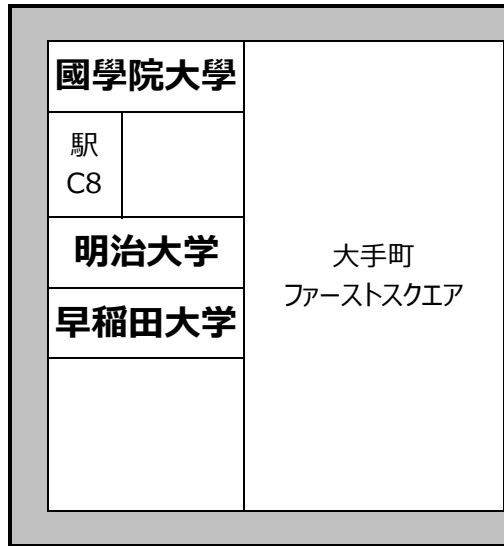 國學院大學
駅
C8
明治大学
早稲田大学
大手町
ファーストスクエア